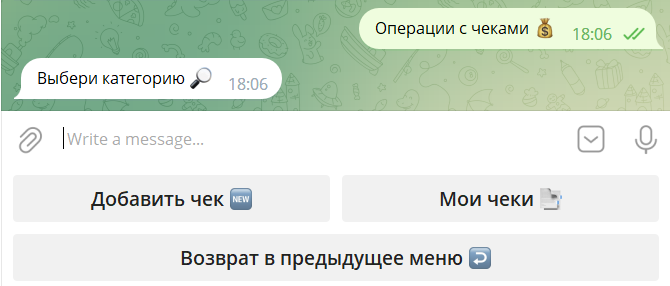 Операции с чеками 💰 18:06
Выбери категорию 🔎 18:06
Write a message...
Добавить чек 🆕
Мои чеки 📑
Возврат в предыдущее меню ↩️